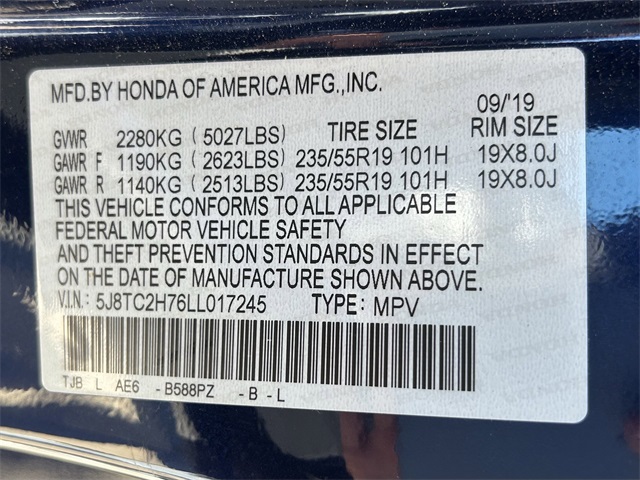 MFD.BY HONDA OF AMERICA MFG.,INC.
09/'19
GVWR 2280KG (5027LBS) TIRE SIZE RIM SIZE
GAWR F 1190KG (2623LBS) 235/55R19 101H 19X8.0J
GAWR R 1140KG (2513LBS) 235/55R19 101H 19X8.0J
THIS VEHICLE CONFORMS TO ALL APPLICABLE
FEDERAL MOTOR VEHICLE SAFETY
AND THEFT PREVENTION STANDARDS IN EFFECT
ON THE DATE OF MANUFACTURE SHOWN ABOVE.
V.I.N.: 5J8TC2H76LL017245 TYPE: MPV
TJB L AE6 -B588PZ -B-L